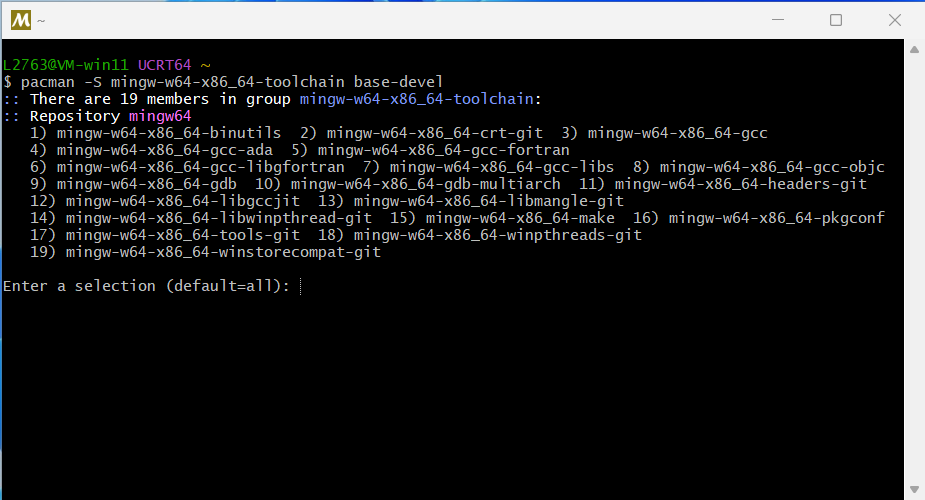 ~
L2763@VM-win11 UCRT64 ~
$ pacman -S mingw-w64-x86_64-toolchain base-devel
:: There are 19 members in group mingw-w64-x86_64-toolchain:
:: Repository mingw64
   1) mingw-w64-x86_64-binutils  2) mingw-w64-x86_64-crt-git  3) mingw-w64-x86_64-gcc
   4) mingw-w64-x86_64-gcc-ada  5) mingw-w64-x86_64-gcc-fortran
   6) mingw-w64-x86_64-gcc-libgfortran  7) mingw-w64-x86_64-gcc-libs  8) mingw-w64-x86_64-gcc-objc
   9) mingw-w64-x86_64-gdb  10) mingw-w64-x86_64-gdb-multiarch  11) mingw-w64-x86_64-headers-git
   12) mingw-w64-x86_64-libgccjit  13) mingw-w64-x86_64-libmangle-git
   14) mingw-w64-x86_64-libwinpthread-git  15) mingw-w64-x86_64-make  16) mingw-w64-x86_64-pkgconf
   17) mingw-w64-x86_64-tools-git  18) mingw-w64-x86_64-winpthreads-git
   19) mingw-w64-x86_64-winstorecompat-git
Enter a selection (default=all):